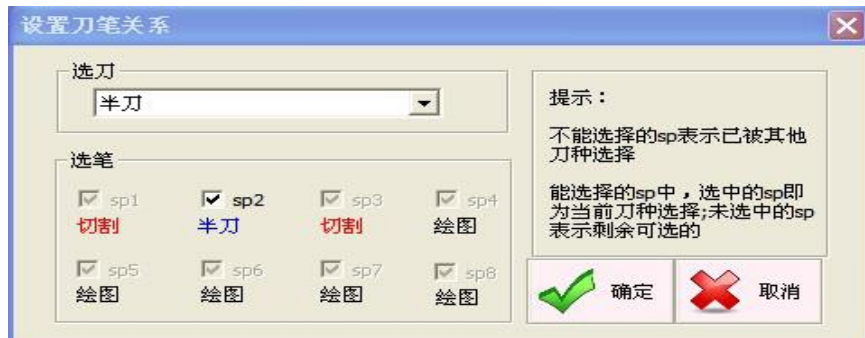 设置刀笔关系
选刀
半刀
选笔
sp1 sp2 sp3 sp4
切割 半刀 切割 绘图
sp5 sp6 sp7 sp8
绘图 绘图 绘图 绘图
提示：
不能选择的sp表示已被其他
刀种选择
能选择的sp中，选中的sp即
为当前刀种选择;未选中的sp
表示剩余可选的
确定 取消